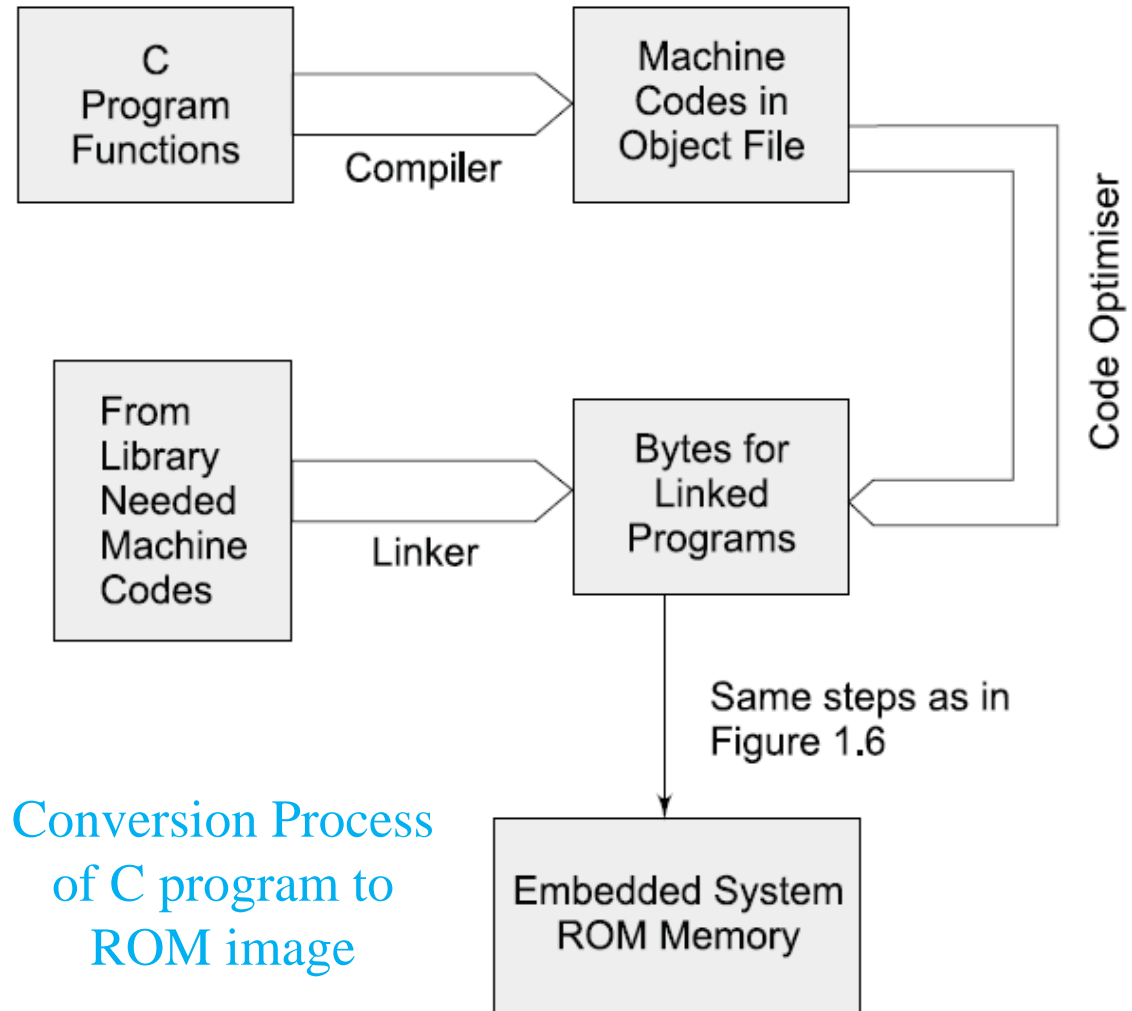 C
Program
Functions
Compiler
Machine
Codes in
Object File
Code Optimiser
From
Library
Needed
Machine
Codes
Linker
Bytes for
Linked
Programs
Same steps as in
Figure 1.6
Conversion Process
of C program to
ROM image
Embedded System
ROM Memory